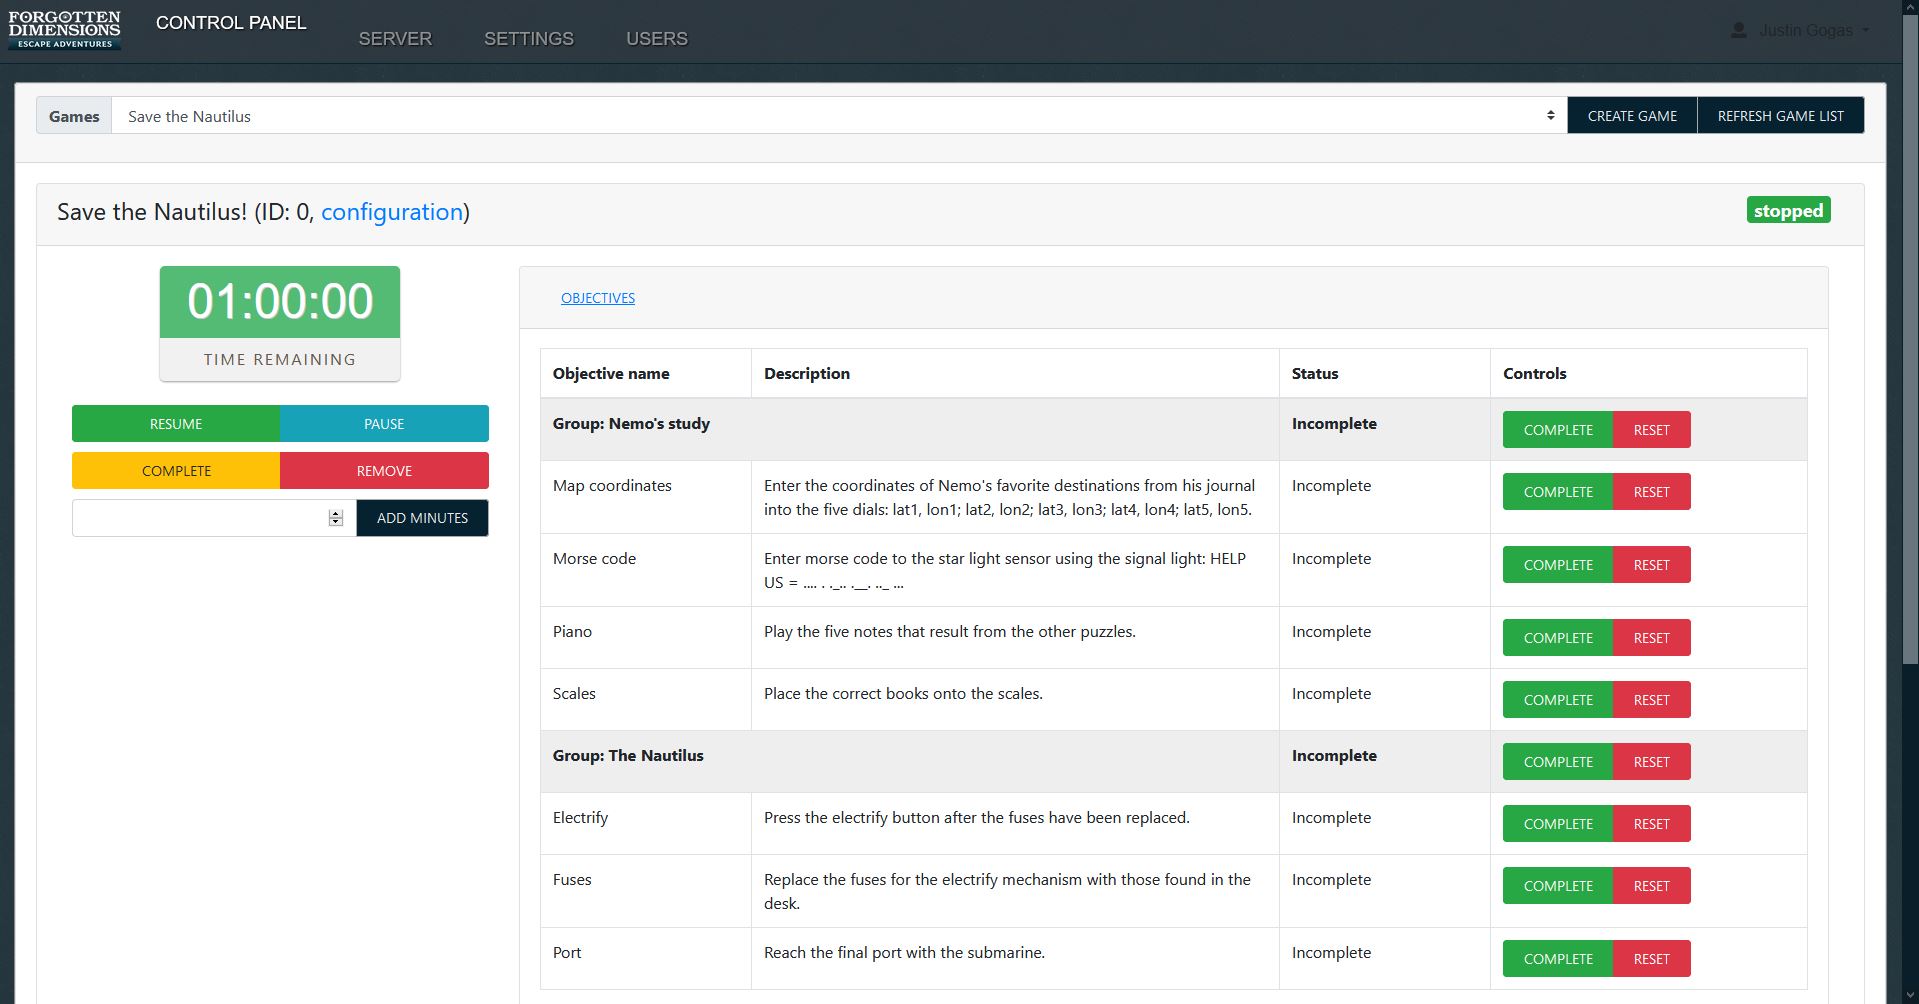 FORGOTTEN
DIMENSIONS
ESCAPE ADVENTURES
CONTROL PANEL
SERVER
SETTINGS
USERS
Justin Gogas
Games
Save the Nautilus
CREATE GAME
REFRESH GAME LIST
Save the Nautilus! (ID: 0, configuration)
stopped
01:00:00
TIME REMAINING
RESUME
PAUSE
COMPLETE
REMOVE
ADD MINUTES
OBJECTIVES
Objective name
Description
Status
Controls
Group: Nemo's study
Incomplete
COMPLETE
RESET
Map coordinates
Enter the coordinates of Nemo's favorite destinations from his journal
into the five dials: lat1, lon1; lat2, lon2; lat3, lon3; lat4, lon4; lat5, lon5.
Incomplete
COMPLETE
RESET
Morse code
Enter morse code to the star light sensor using the signal light: HELP
US = .... . ._.. .__. .._ ...
Incomplete
COMPLETE
RESET
Piano
Play the five notes that result from the other puzzles.
Incomplete
COMPLETE
RESET
Scales
Place the correct books onto the scales.
Incomplete
COMPLETE
RESET
Group: The Nautilus
Incomplete
COMPLETE
RESET
Electrify
Press the electrify button after the fuses have been replaced.
Incomplete
COMPLETE
RESET
Fuses
Replace the fuses for the electrify mechanism with those found in the
desk.
Incomplete
COMPLETE
RESET
Port
Reach the final port with the submarine.
Incomplete
COMPLETE
RESET